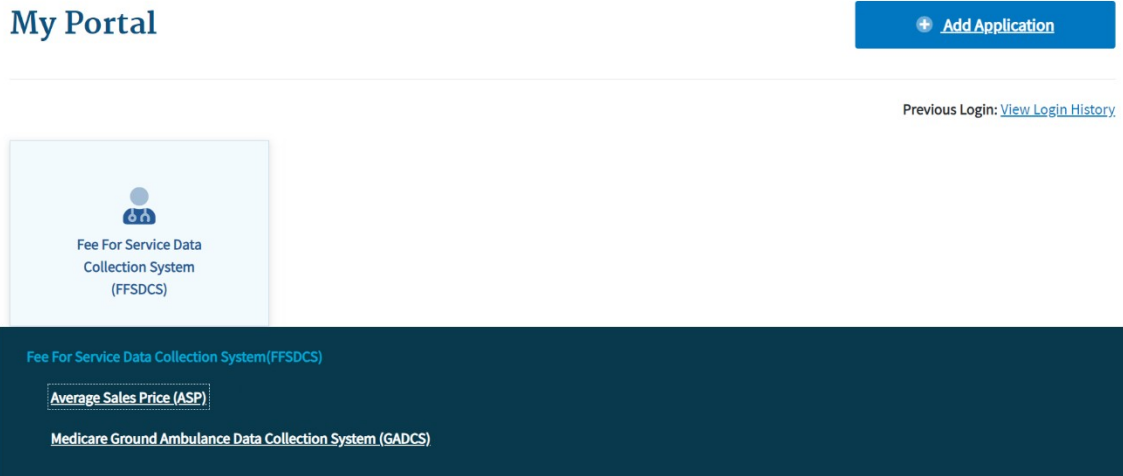 My Portal
Add Application
Previous Login: View Login History
Fee For Service Data
Collection System
(FFSDCS)
Fee For Service Data Collection System(FFSDCS)
Average Sales Price (ASP)
Medicare Ground Ambulance Data Collection System (GADCS)